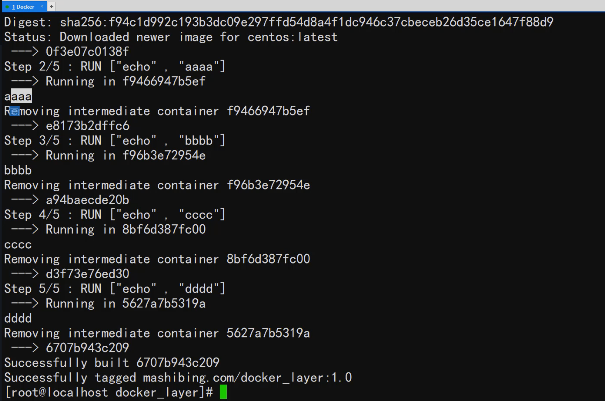 1 Docker
Digest: sha256:f94c1d992c193b3dc09e297ffd54d8a4f1dc946c37cbeceb26d35ce1647f88d9
Status: Downloaded newer image for centos:latest
---> 0f3e07c0138f
Step 2/5 : RUN ["echo" , "aaaa"]
---> Running in f9466947b5ef
aaaa
Removing intermediate container f9466947b5ef
---> e8173b2dffc6
Step 3/5 : RUN ["echo" , "bbbb"]
---> Running in f96b3e72954e
bbbb
Removing intermediate container f96b3e72954e
---> a94baecde20b
Step 4/5 : RUN ["echo" , "cccc"]
---> Running in 8bf6d387fc00
cccc
Removing intermediate container 8bf6d387fc00
---> d3f73e76ed30
Step 5/5 : RUN ["echo" , "dddd"]
---> Running in 5627a7b5319a
dddd
Removing intermediate container 5627a7b5319a
---> 6707b943c209
Successfully built 6707b943c209
Successfully tagged mashibing.com/docker_layer:1.0
[root@localhost docker_layer]#